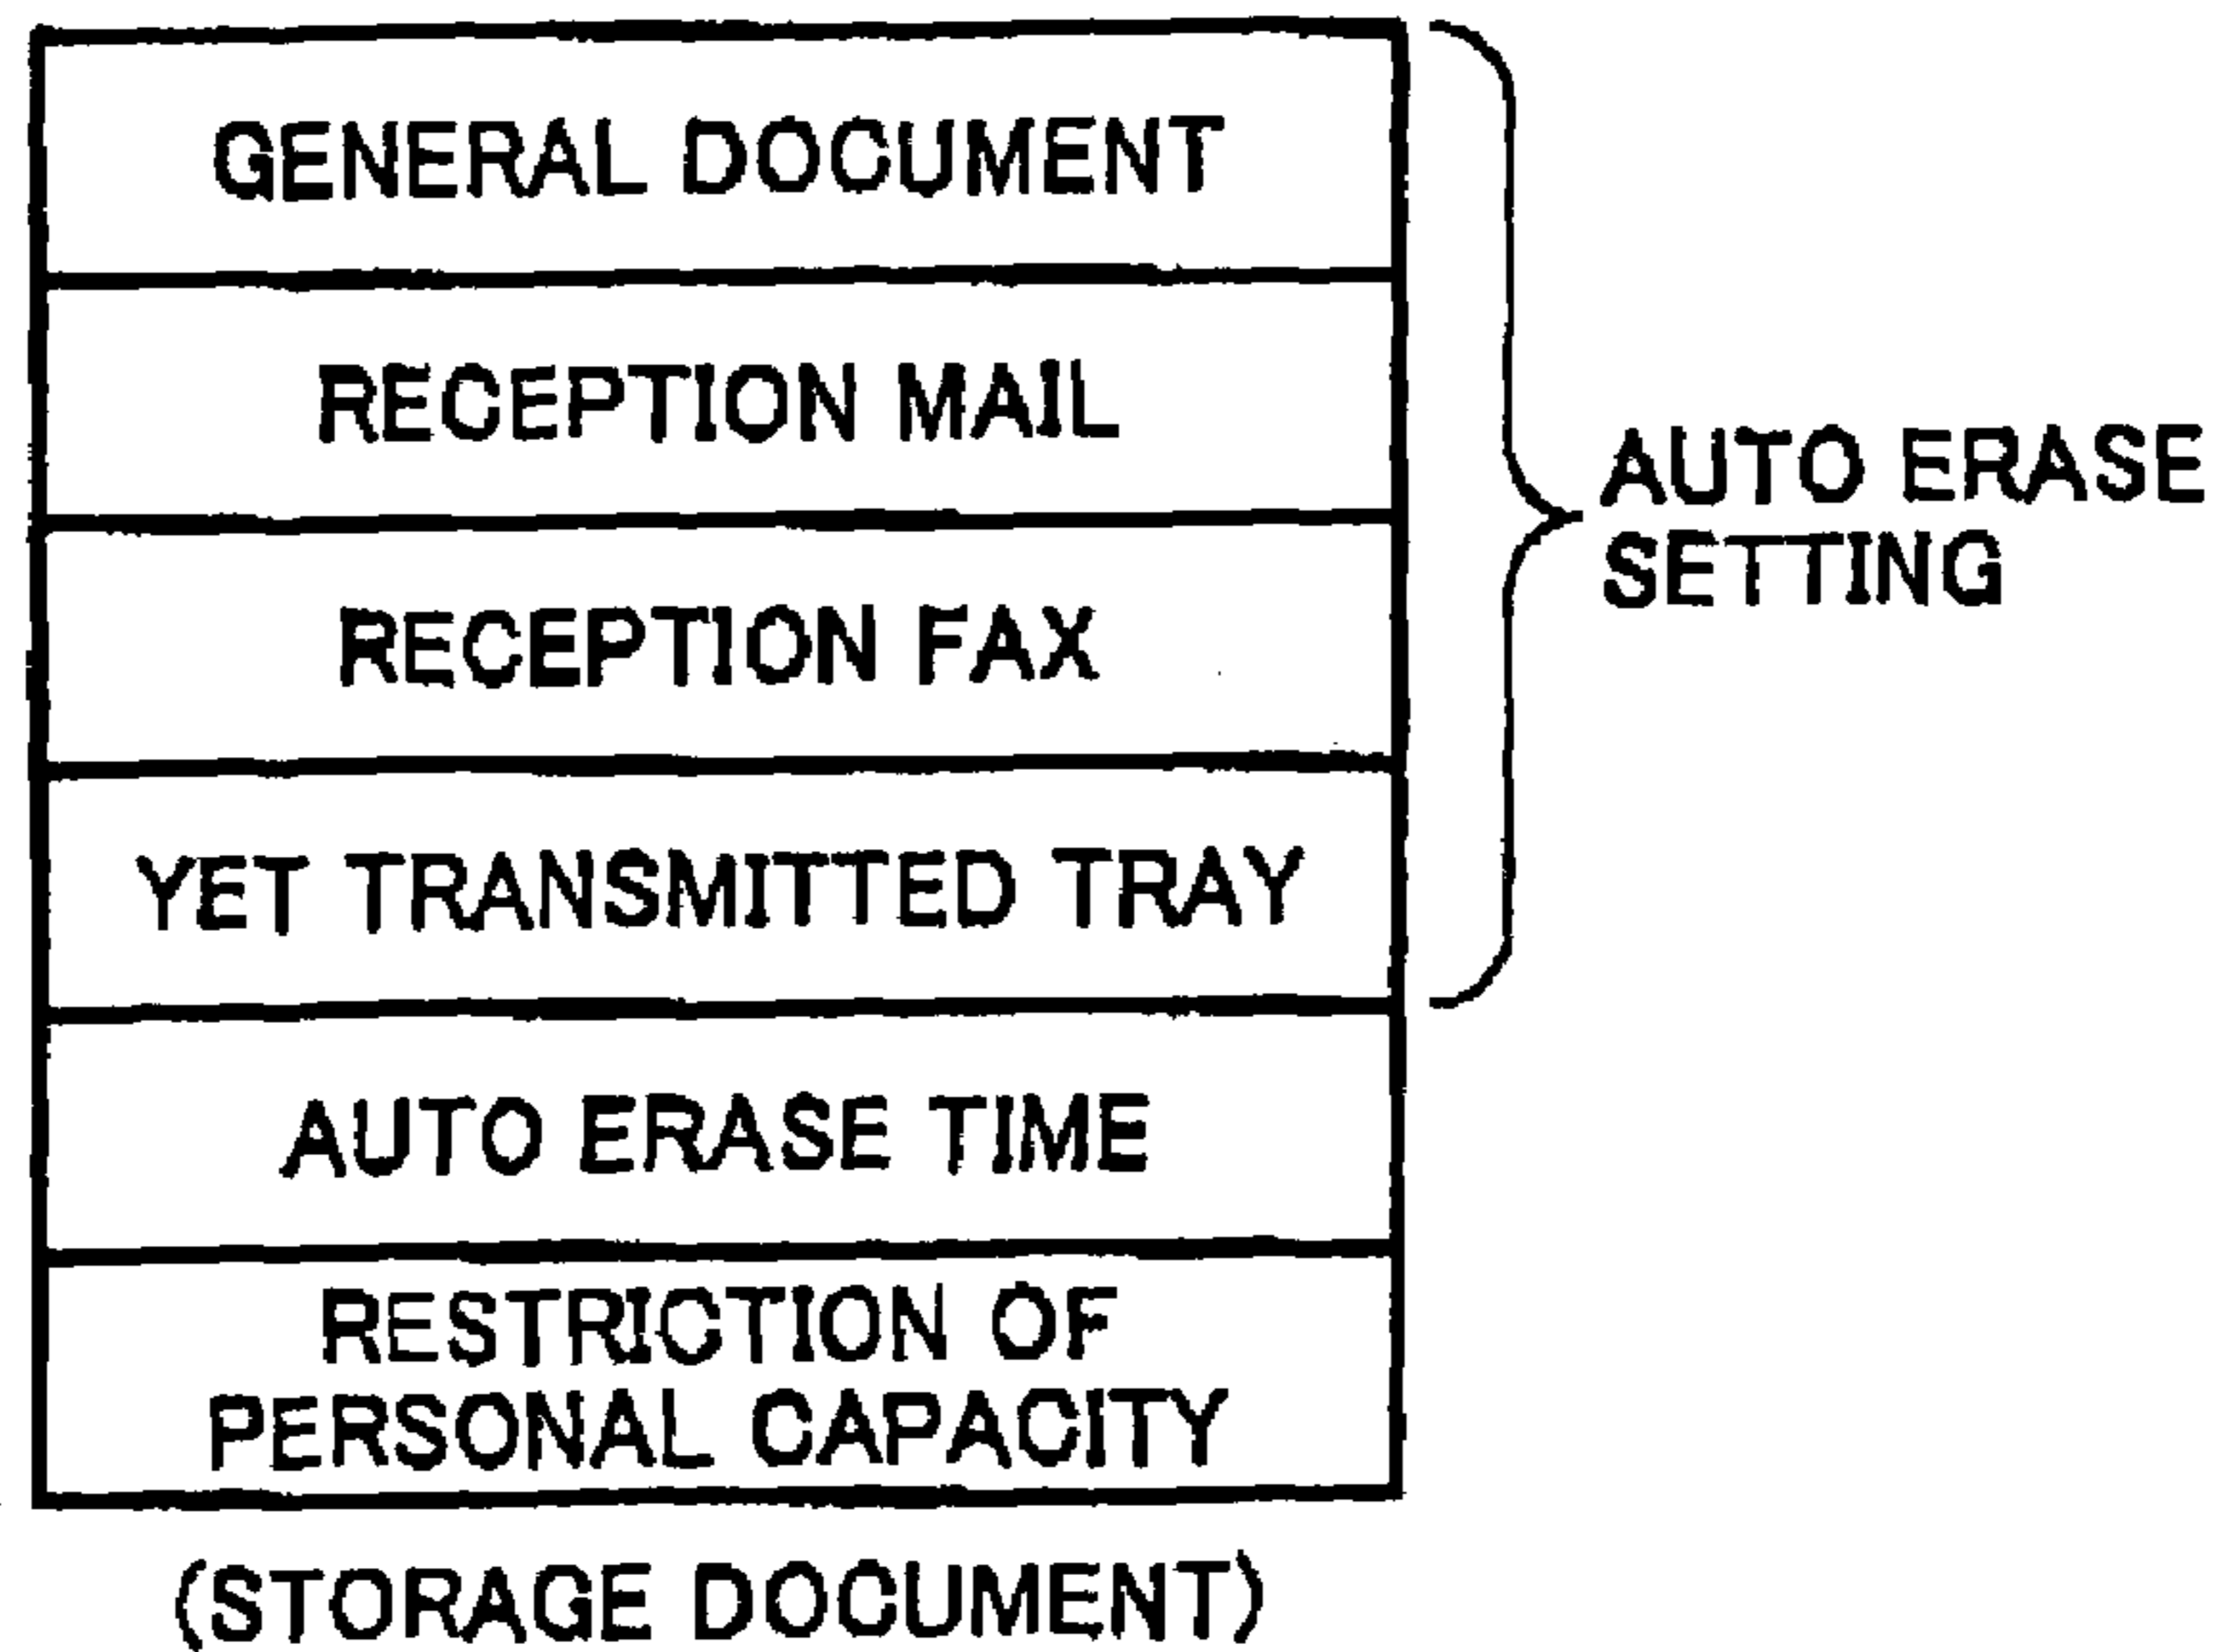 GENERAL DOCUMENT
RECEPTION MAIL
RECEPTION FAX
YET TRANSMITTED TRAY
AUTO ERASE
SETTING
AUTO ERASE TIME
RESTRICTION OF
PERSONAL CAPACITY
(STORAGE DOCUMENT)